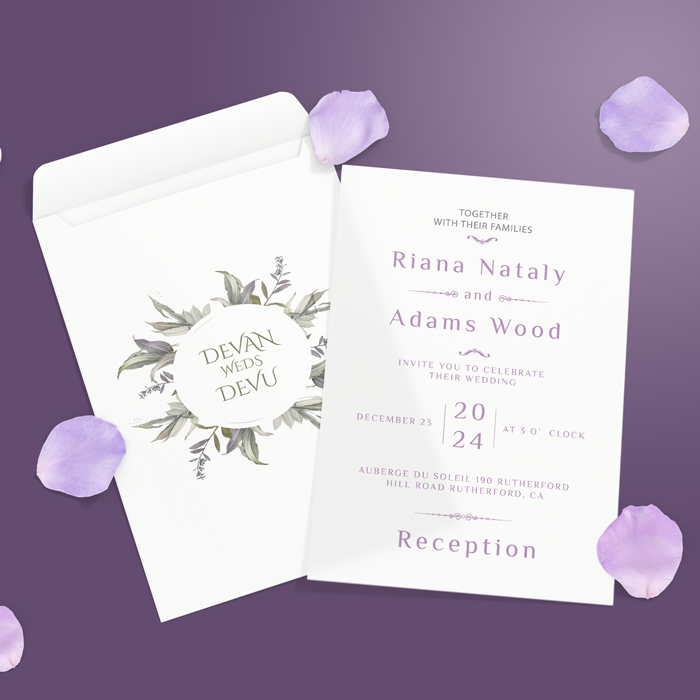 DEVAN
WEDS
DEVU
TOGETHER
WITH THEIR FAMILIES
Riana Nataly
and
Adams Wood
INVITE YOU TO CELEBRATE
THEIR WEDDING
DECEMBER 23
20
24
AT 3 O' CLOCK
AUBERGE DU SOLEIL 190 RUTHERFORD
HILL ROAD RUTHERFORD, CA
Reception